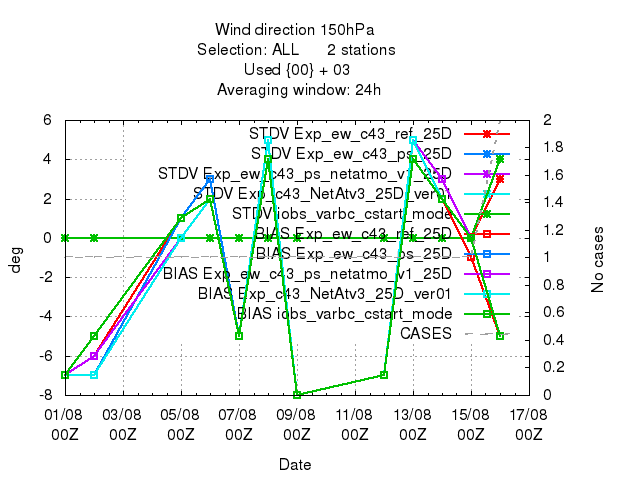 Wind direction 150hPa
Selection: ALL 2 stations
Used {00} + 03
Averaging window: 24h
6
4
2
0
-2
-4
-6
-8
deg
2
1.8
1.6
1.4
1.2
1
0.8
0.6
0.4
0.2
0
No cases
STDV Exp_ew_c43_ref_25D
STDV Exp_ew_c43_ps_25D
STDV Exp_ew_c43_ps_netatmo_v1_25D
STDV Exp_c43_NetAtv3_25D_ver01
STDV iobs_varbc_cstart_mode
BIAS Exp_ew_c43_ref_25D
BIAS Exp_ew_c43_ps_25D
BIAS Exp_ew_c43_ps_netatmo_v1_25D
BIAS Exp_c43_NetAtv3_25D_ver01
BIAS iobs_varbc_cstart_mode
CASES
01/08 03/08 05/08 07/08 09/08 11/08 13/08 15/08 17/08
00Z 00Z 00Z 00Z 00Z 00Z 00Z 00Z 00Z
Date